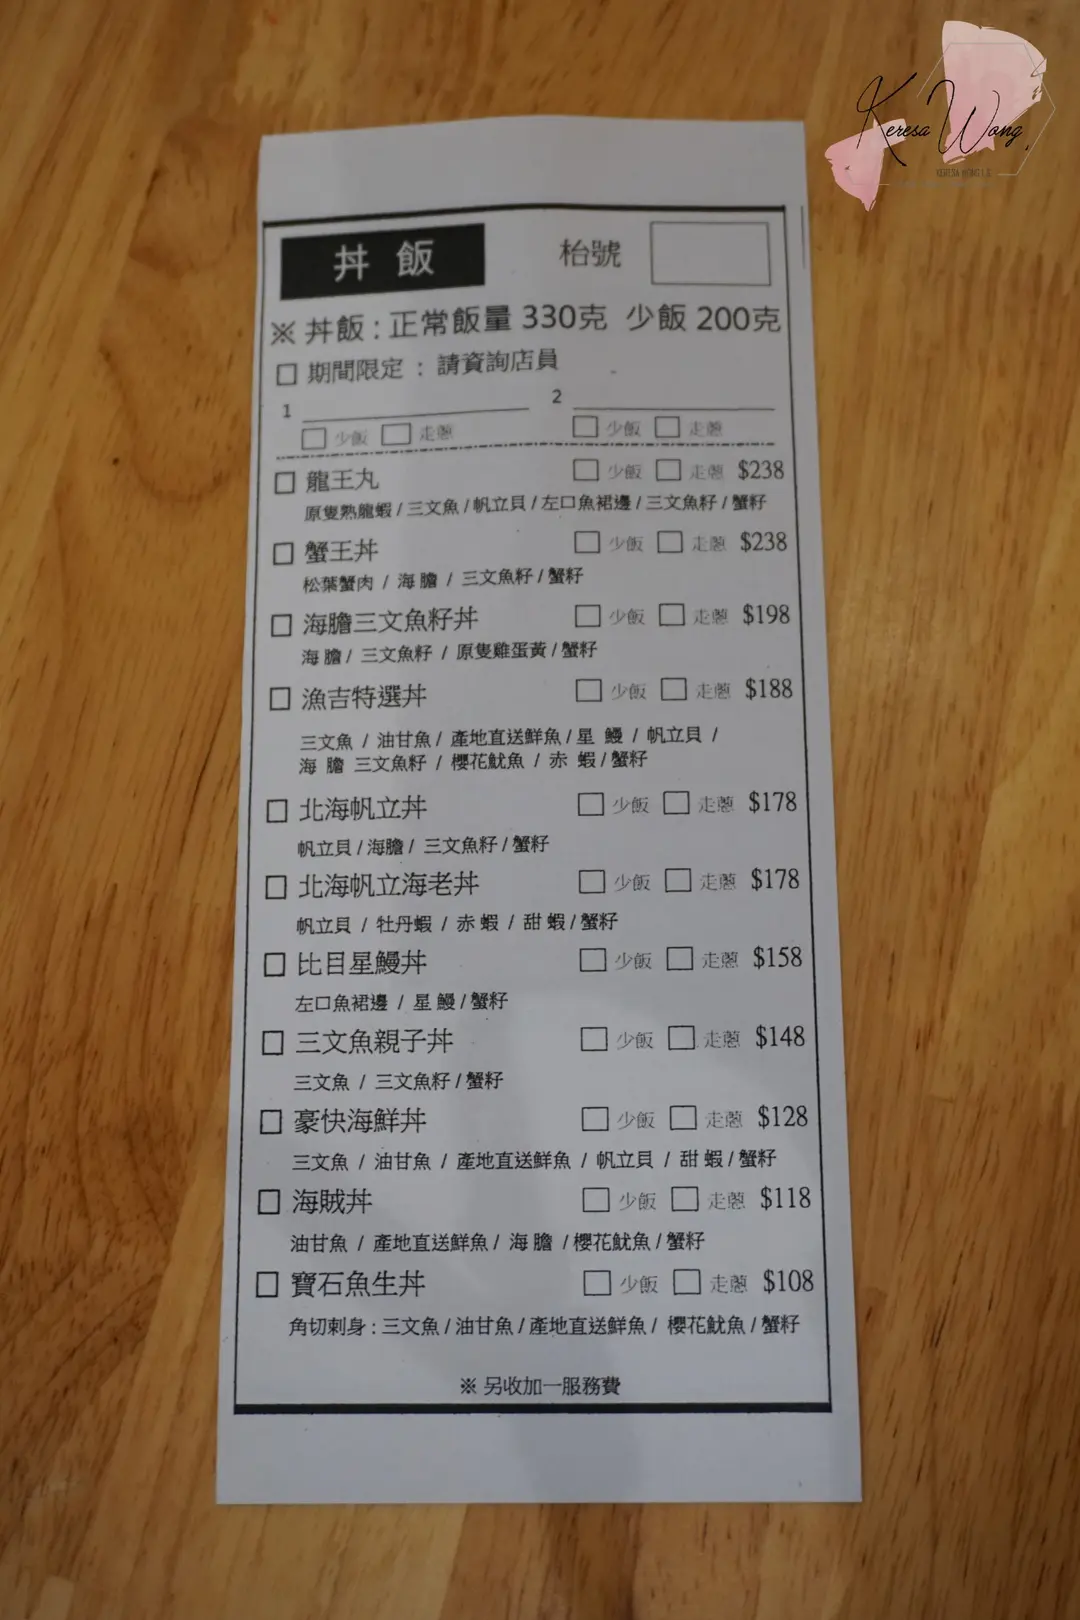 Keresa Wong
丼 飯
枱號
※ 丼飯 : 正常飯量 330克 少飯 200克
□ 期間限定 : 請資詢店員
1 2
□ 少飯 □ 走蔥 □ 少飯 □ 走蔥
□ 龍王丸 □ 少飯 □ 走蔥 $238
原隻熟龍蝦 / 三文魚 / 帆立貝 / 左口魚裙邊 / 三文魚籽 / 蟹籽
□ 蟹王丼 □ 少飯 □ 走蔥 $238
松葉蟹肉 / 海膽 / 三文魚籽 / 蟹籽
□ 海膽三文魚籽丼 □ 少飯 □ 走蔥 $198
海膽 / 三文魚籽 / 原隻雞蛋黃 / 蟹籽
□ 漁吉特選丼 □ 少飯 □ 走蔥 $188
三文魚 / 油甘魚 / 產地直送鮮魚 / 星 鰻 / 帆立貝 /
海 膽 三文魚籽 / 櫻花魷魚 / 赤 蝦 / 蟹籽
□ 北海帆立丼 □ 少飯 □ 走蔥 $178
帆立貝 / 海膽 / 三文魚籽 / 蟹籽
□ 北海帆立海老丼 □ 少飯 □ 走蔥 $178
帆立貝 / 牡丹蝦 / 赤 蝦 / 甜 蝦 / 蟹籽
□ 比目星鰻丼 □ 少飯 □ 走蔥 $158
左口魚裙邊 / 星 鰻 / 蟹籽
□ 三文魚親子丼 □ 少飯 □ 走蔥 $148
三文魚 / 三文魚籽 / 蟹籽
□ 豪快海鮮丼 □ 少飯 □ 走蔥 $128
三文魚 / 油甘魚 / 產地直送鮮魚 / 帆立貝 / 甜 蝦 / 蟹籽
□ 海賊丼 □ 少飯 □ 走蔥 $118
油甘魚 / 產地直送鮮魚 / 海 膽 / 櫻花魷魚 / 蟹籽
□ 寶石魚生丼 □ 少飯 □ 走蔥 $108
角切刺身 : 三文魚 / 油甘魚 / 產地直送鮮魚 / 櫻花魷魚 / 蟹籽
※ 另收加一服務費